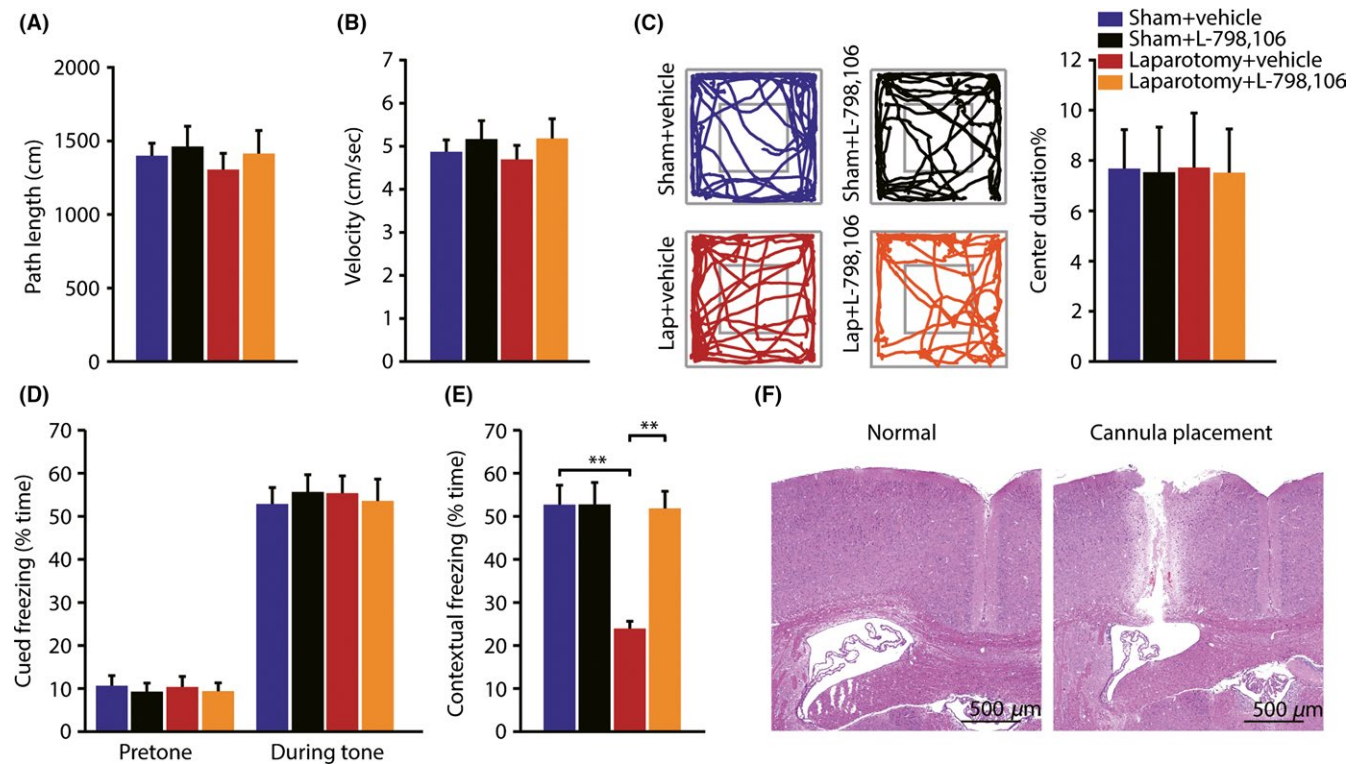 (A)
2000
1500
1000
500
0
Path length (cm)
(B)
7
6
5
4
3
2
1
0
Velocity (cm/sec)
(C)
Sham+vehicle
Sham+L-798,106
Lap+vehicle
Lap+L-798,106
Sham+vehicle
Sham+L-798,106
Laparotomy+vehicle
Laparotomy+L-798,106
12
10
8
6
4
2
0
Center duration%
(D)
70
60
50
40
30
20
10
0
Cued freezing (% time)
Pretone
During tone
(E)
70
60
50
40
30
20
10
0
Contextual freezing (% time)
**
**
(F)
Normal
Cannula placement
500 µm
500 µm